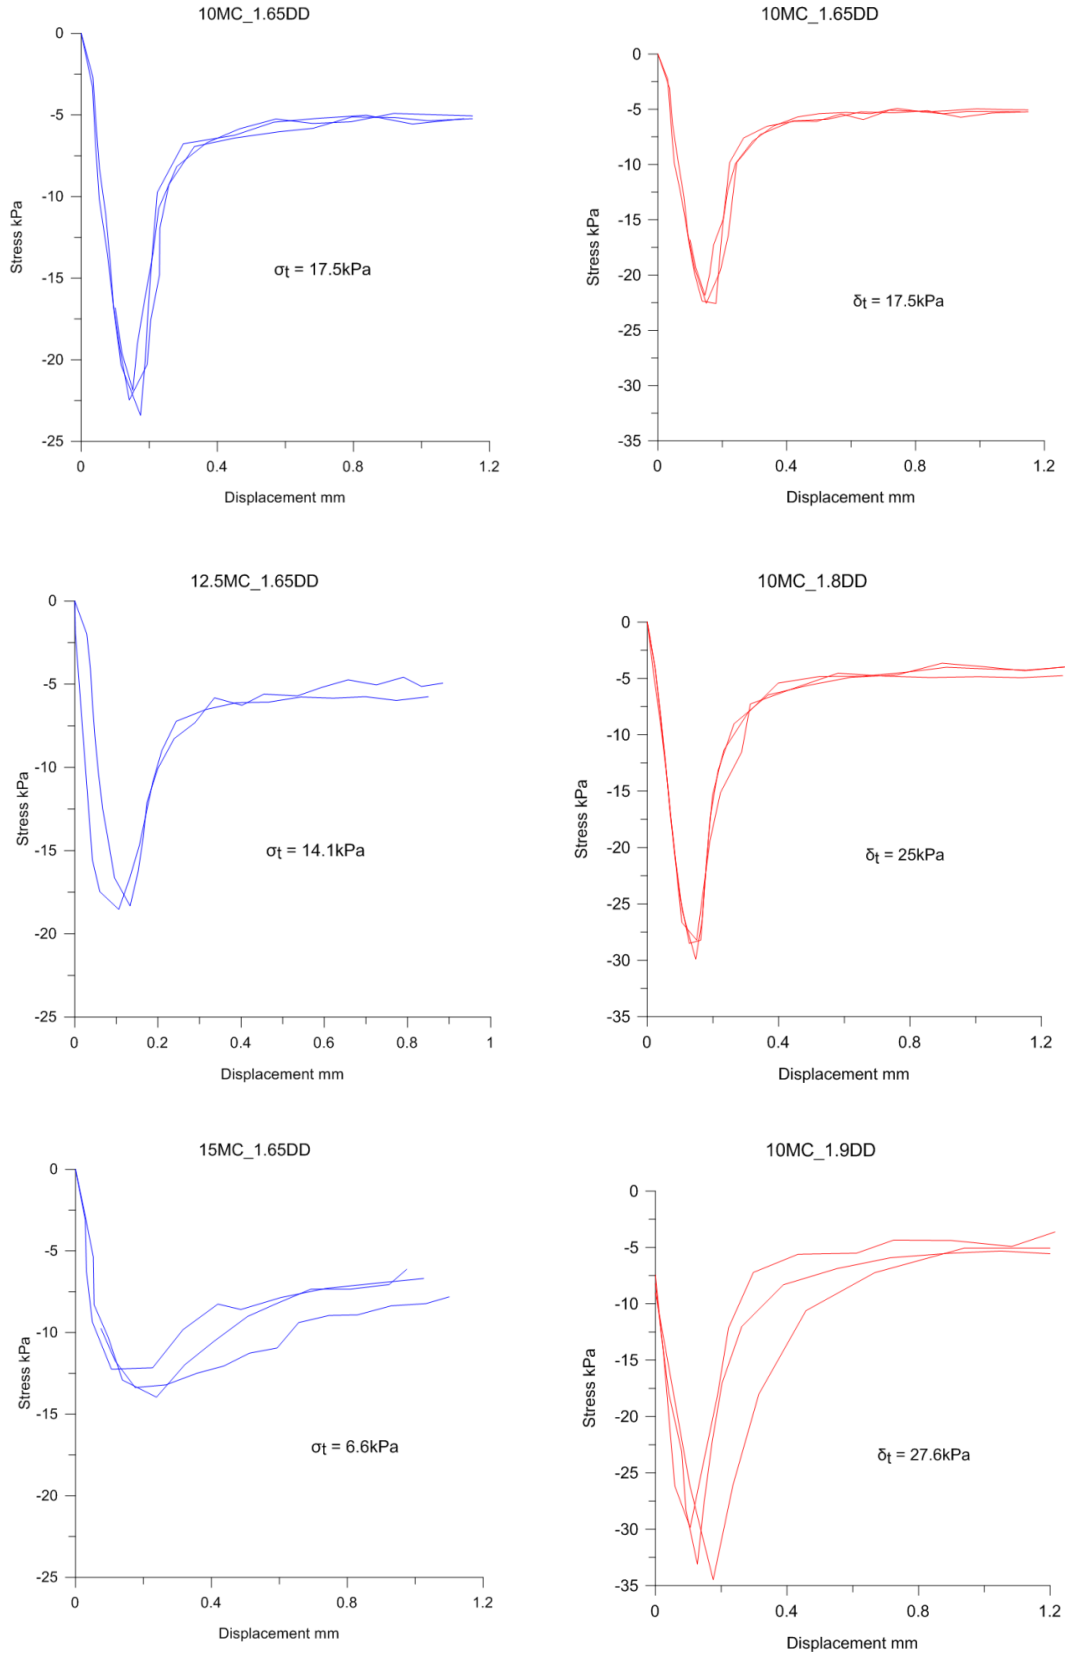 10MC_1.65DD
0
-5
-10
-15
-20
-25
Stress kPa
σt = 17.5kPa
0 0.4 0.8 1.2
Displacement mm
10MC_1.65DD
0
-5
-10
-15
-20
-25
-30
-35
Stress kPa
δt = 17.5kPa
0 0.4 0.8 1.2
Displacement mm
12.5MC_1.65DD
0
-5
-10
-15
-20
-25
Stress kPa
σt = 14.1kPa
0 0.2 0.4 0.6 0.8 1
Displacement mm
10MC_1.8DD
0
-5
-10
-15
-20
-25
-30
-35
Stress kPa
δt = 25kPa
0 0.4 0.8 1.2
Displacement mm
15MC_1.65DD
0
-5
-10
-15
-20
-25
Stress kPa
σt = 6.6kPa
0 0.4 0.8 1.2
Displacement mm
10MC_1.9DD
0
-5
-10
-15
-20
-25
-30
-35
Stress kPa
δt = 27.6kPa
0 0.4 0.8 1.2
Displacement mm